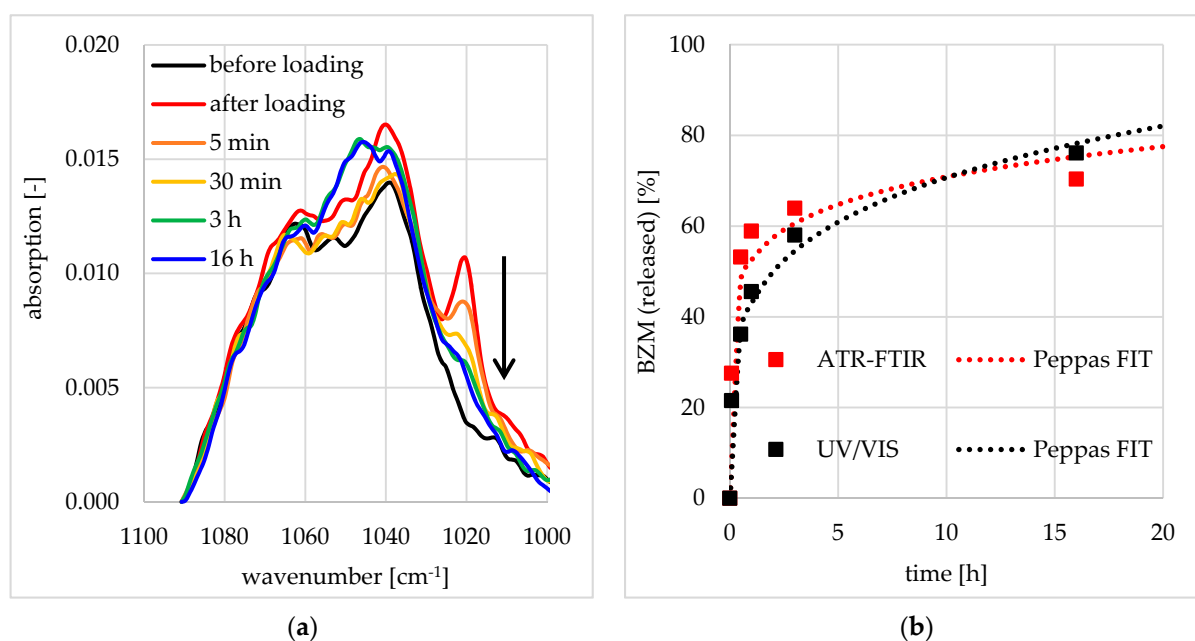 0.020
0.015
0.010
0.005
0.000
absorption [-]
before loading
after loading
5 min
30 min
3 h
16 h
1100 1080 1060 1040 1020 1000
wavenumber [cm-1]
(a)
100
80
60
40
20
0
BZM (released) [%]
ATR-FTIR Peppas FIT
UV/VIS Peppas FIT
0 5 10 15 20
time [h]
(b)